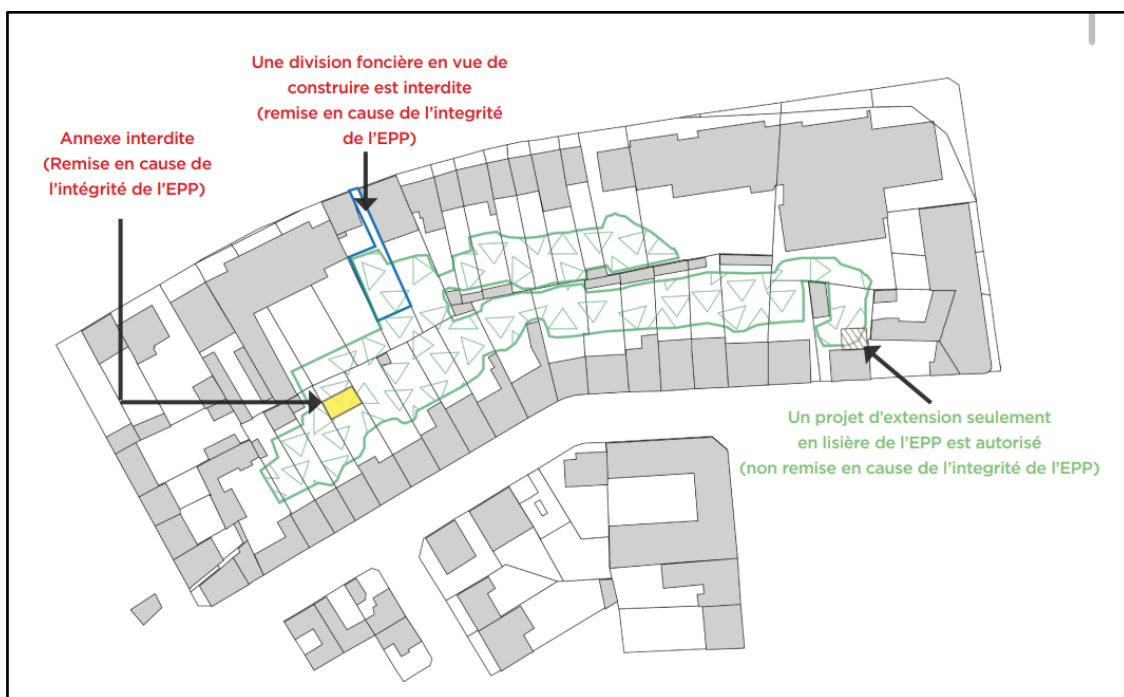 Une division foncière en vue de
construire est interdite
(remise en cause de l'integrité
de l'EPP)
Annexe interdite
(Remise en cause de
l'intégrité de l'EPP)
Un projet d'extension seulement
en lisière de l'EPP est autorisé
(non remise en cause de l'integrité de l'EPP)